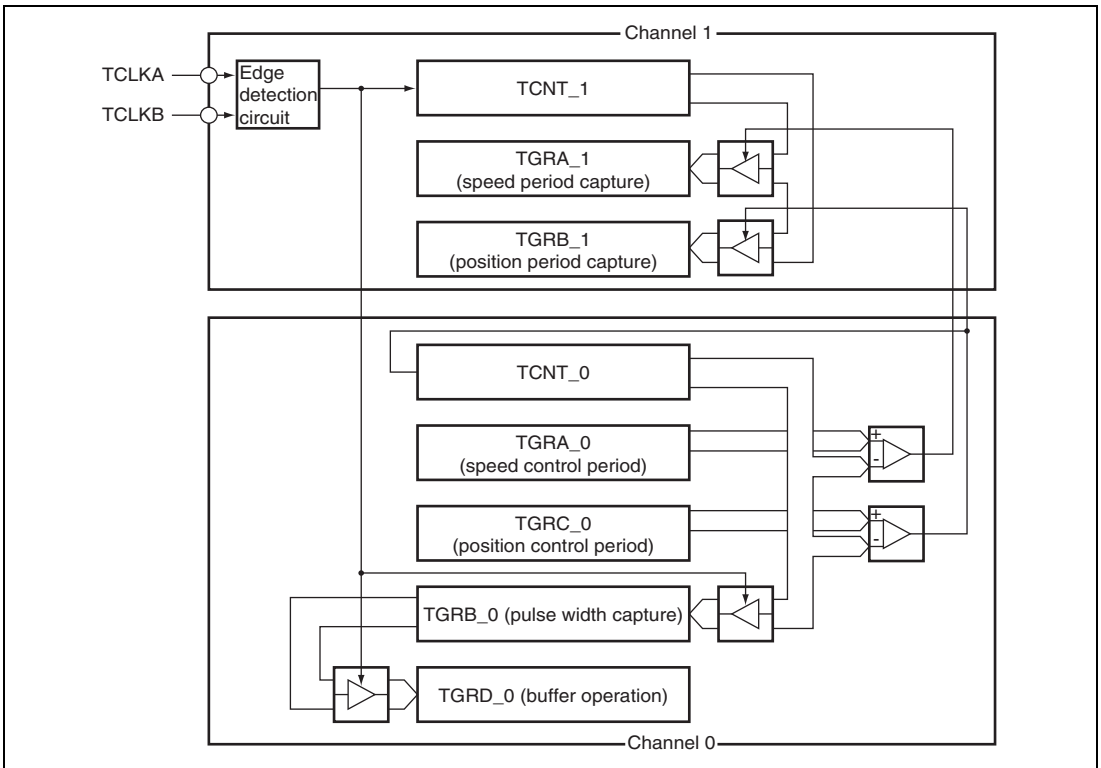 Channel 1
TCLKA
TCLKB
Edge
detection
circuit
TCNT_1
TGRA_1
(speed period capture)
TGRB_1
(position period capture)
TCNT_0
TGRA_0
(speed control period)
+
-
TGRC_0
(position control period)
+
-
TGRB_0 (pulse width capture)
TGRD_0 (buffer operation)
Channel 0